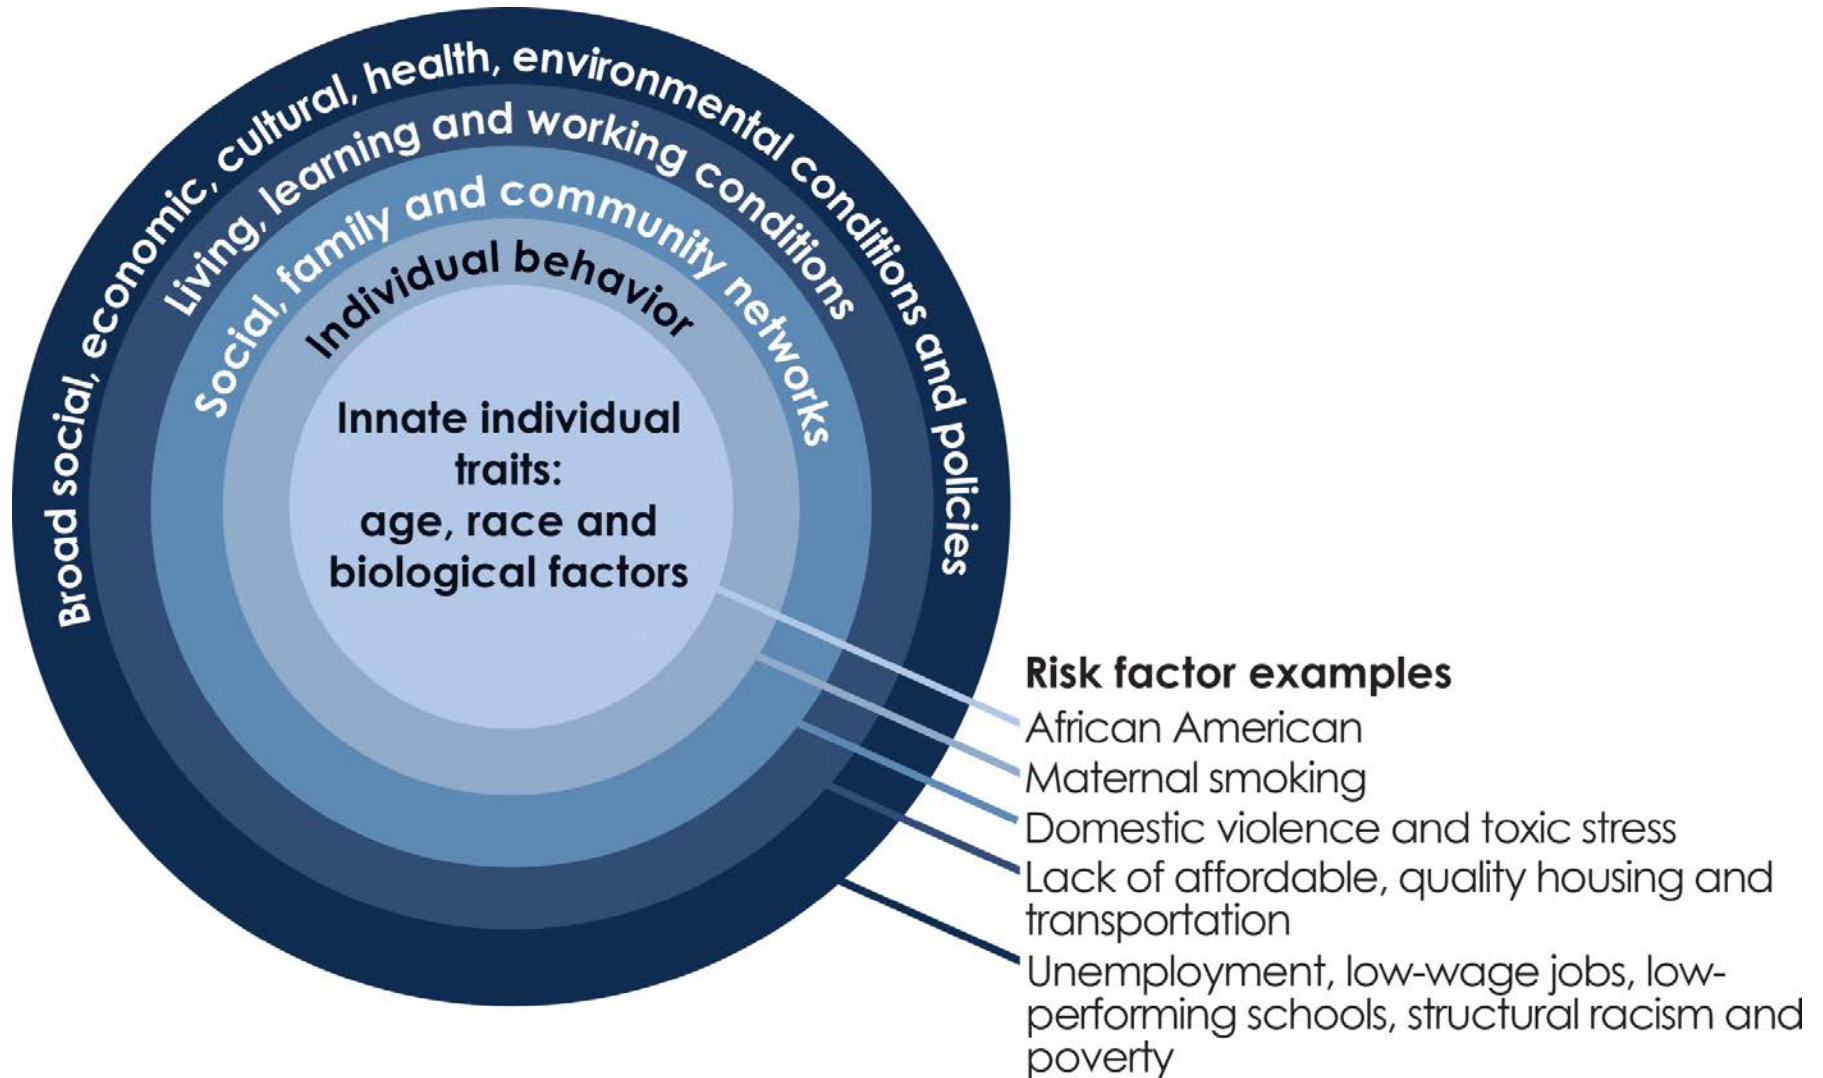 Broad social, economic, cultural, health, environmental conditions and policies
Living, learning and working conditions
Social, family and community networks
Individual behavior
Innate individual
traits:
age, race and
biological factors
Risk factor examples
African American
Maternal smoking
Domestic violence and toxic stress
Lack of affordable, quality housing and
transportation
Unemployment, low-wage jobs, low-
performing schools, structural racism and
poverty